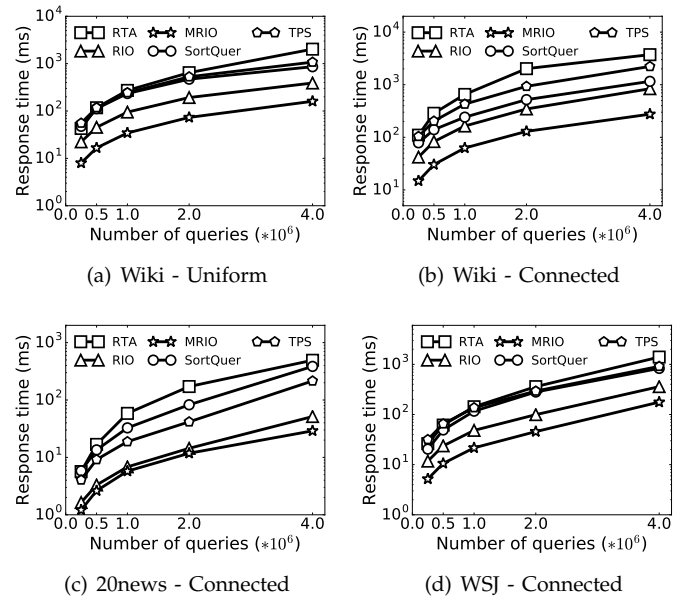 10^4
10^3
10^2
10^1
10^0
Response time (ms)
RTA MRIO TPS
RIO SortQuer
0.0 0.5 1.0 2.0 4.0
Number of queries (*10^6)
(a) Wiki - Uniform
10^4
10^3
10^2
10^1
Response time (ms)
RTA MRIO TPS
RIO SortQuer
0.0 0.5 1.0 2.0 4.0
Number of queries (*10^6)
(b) Wiki - Connected
10^3
10^2
10^1
10^0
Response time (ms)
RTA MRIO TPS
RIO SortQuer
0.0 0.5 1.0 2.0 4.0
Number of queries (*10^6)
(c) 20news - Connected
10^3
10^2
10^1
10^0
Response time (ms)
RTA MRIO TPS
RIO SortQuer
0.0 0.5 1.0 2.0 4.0
Number of queries (*10^6)
(d) WSJ - Connected